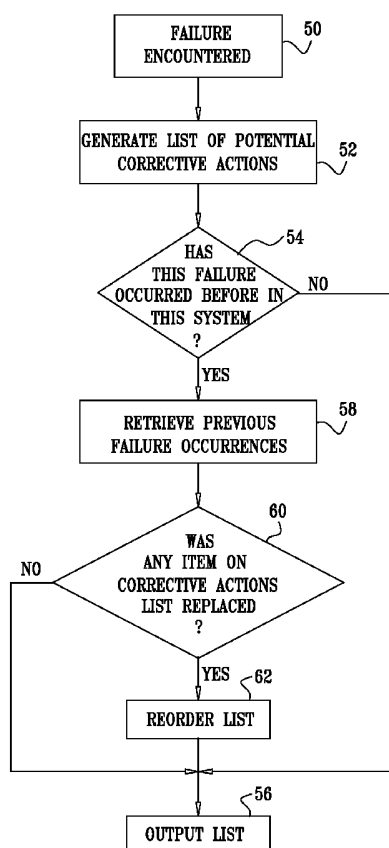 FAILURE
ENCOUNTERED
50
GENERATE LIST OF POTENTIAL
CORRECTIVE ACTIONS
52
54
HAS
THIS FAILURE
OCCURRED BEFORE IN
THIS SYSTEM
?
NO
YES
RETRIEVE PREVIOUS
FAILURE OCCURRENCES
58
60
WAS
ANY ITEM ON
CORRECTIVE ACTIONS
LIST REPLACED
?
NO
YES
62
REORDER LIST
56
OUTPUT LIST